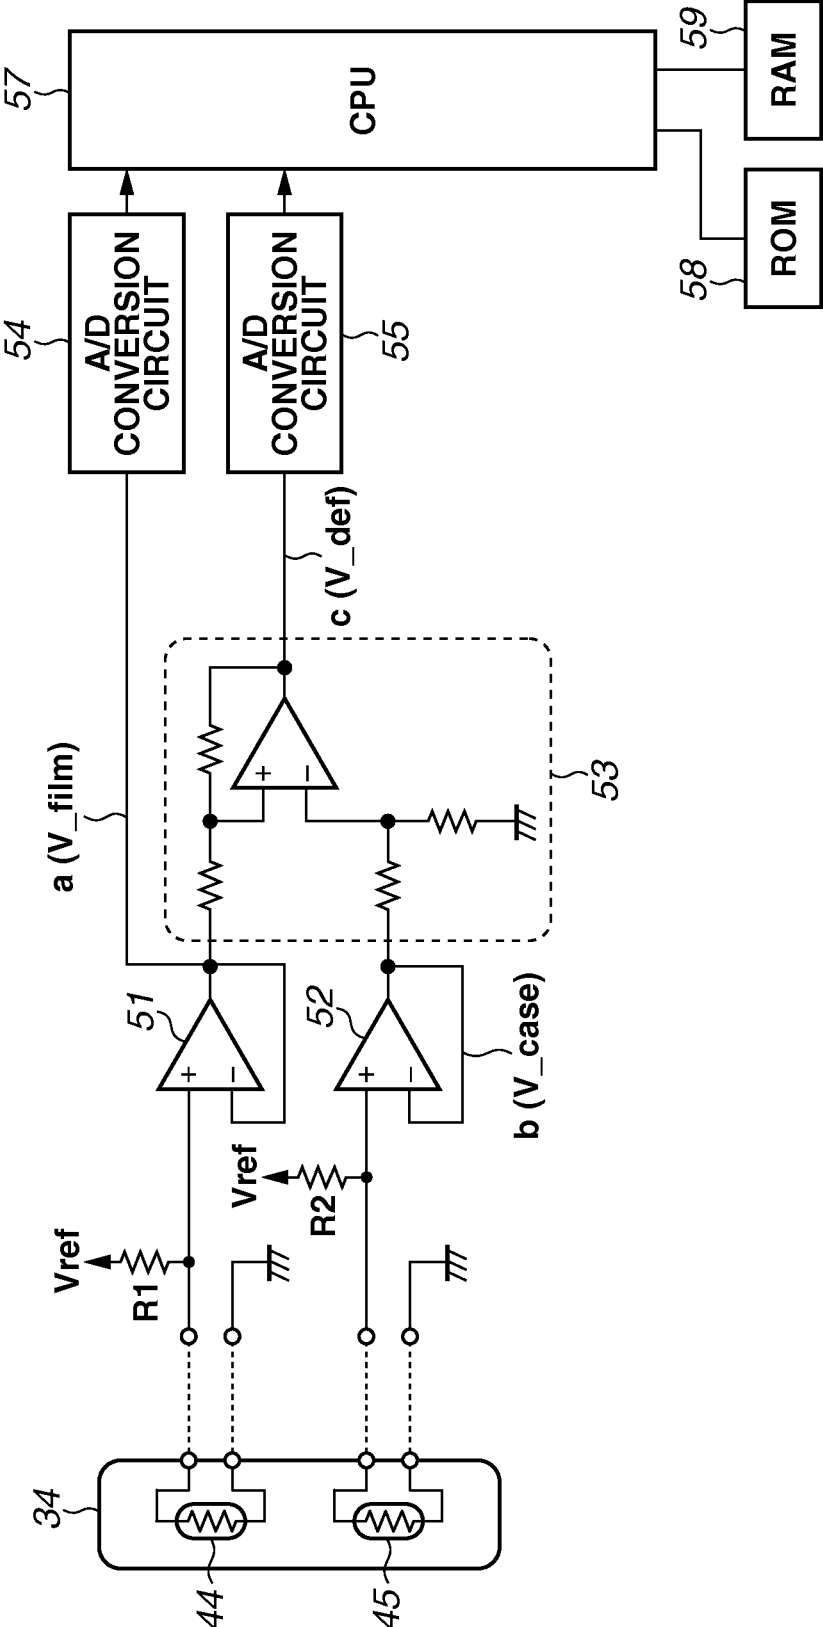 34
44
45
Vref
R1
Vref
R2
+
−
51
+
−
52
a (V_film)
b (V_case)
+
−
53
c (V_def)
54
A/D
CONVERSION
CIRCUIT
A/D
CONVERSION
CIRCUIT
55
57
CPU
58
ROM
59
RAM